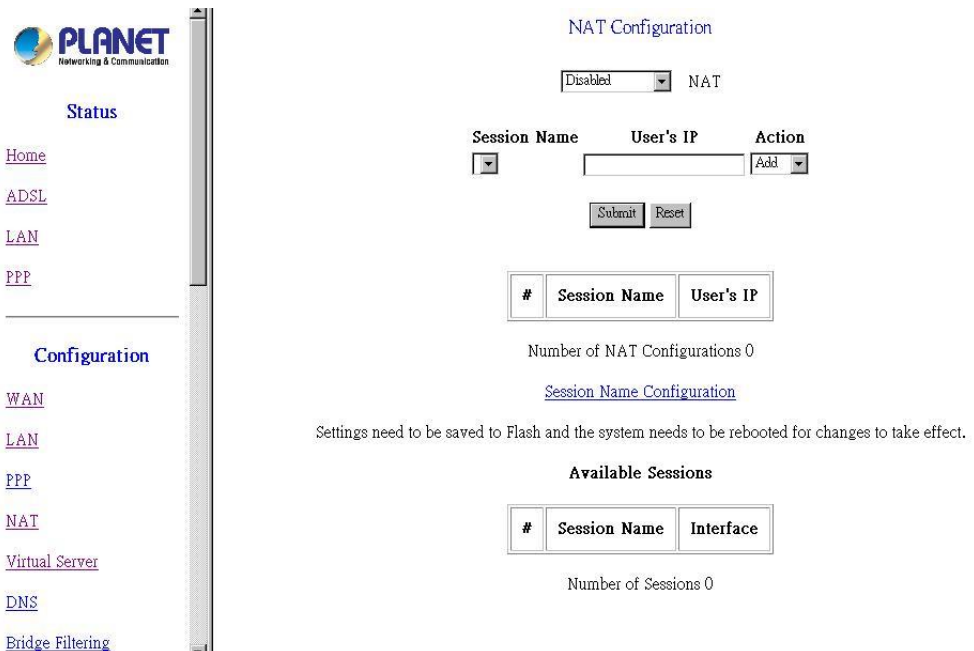 PLANET
Networking & Communication
Status
Home
ADSL
LAN
PPP
Configuration
WAN
LAN
PPP
NAT
Virtual Server
DNS
Bridge Filtering
NAT Configuration
Disabled NAT
Session Name User's IP Action
Add
Submit Reset
# Session Name User's IP
Number of NAT Configurations 0
Session Name Configuration
Settings need to be saved to Flash and the system needs to be rebooted for changes to take effect.
Available Sessions
# Session Name Interface
Number of Sessions 0